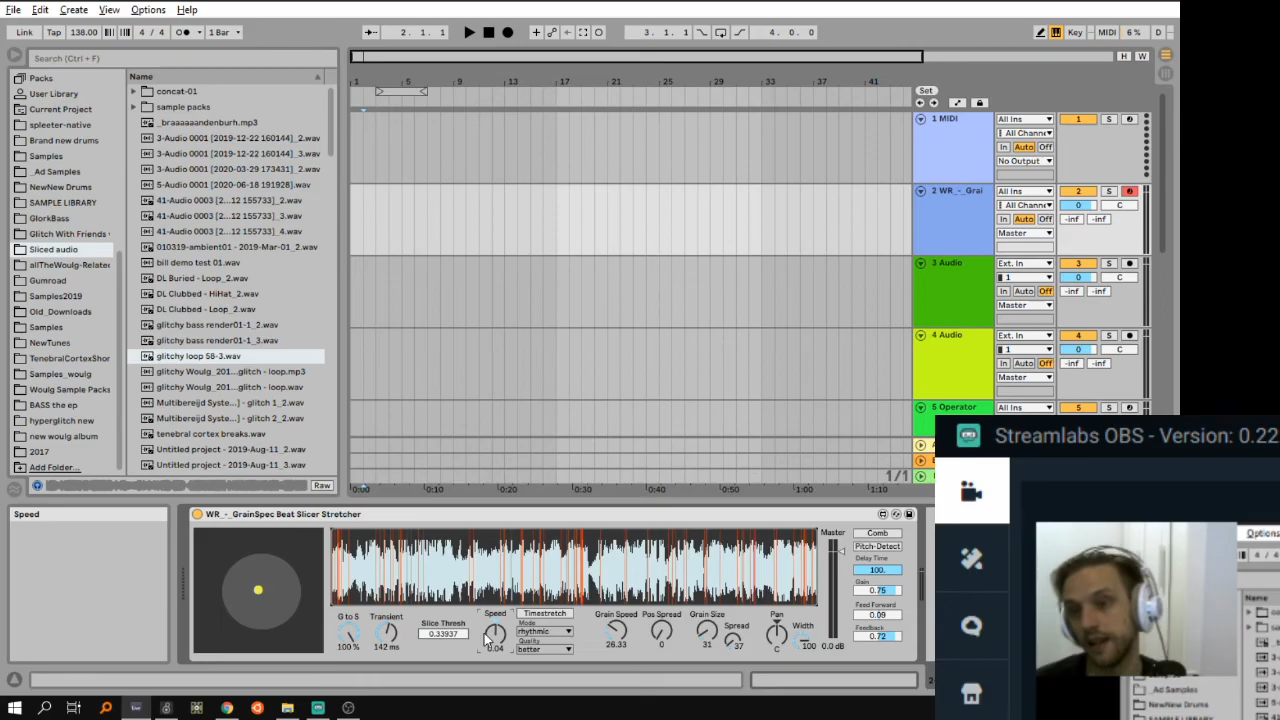 File Edit Create View Options Help
Link Tap 138.00 4 / 4 1 Bar 2. 1. 1 3. 1. 1 4. 0. 0 Key MIDI 6 % D
Search (Ctrl + F)
Packs
User Library
Current Project
spleeter-native
Brand new drums
Samples
_Ad Samples
NewNew Drums
SAMPLE LIBRARY
GlorkBass
Glitch With Friends
Sliced audio
allTheWoulg-Relate
Gumroad
Samples2019
Old_Downloads
Samples
NewTunes
TenebralCortexShor
Samples_woulg
Woulg Sample Packs
BASS the ep
hyperglitch new
new woulg album
2017
Add Folder...
Name
concat-01
sample packs
_braaaaandenburh.mp3
3-Audio 0001 [2019-12-22 160144]_2.wav
3-Audio 0001 [2019-12-22 160144]_3.wav
3-Audio 0001 [2020-03-29 173431]_2.wav
5-Audio 0001 [2020-06-18 191928].wav
41-Audio 0003 [2...12 155733]_2.wav
41-Audio 0003 [2...12 155733]_3.wav
41-Audio 0003 [2...12 155733]_4.wav
010319-ambient01 - 2019-Mar-01_2.wav
bill demo test 01.wav
DL Buried - Loop_2.wav
DL Clubbed - HiHat_2.wav
DL Clubbed - Loop_2.wav
glitchy bass render01-1_2.wav
glitchy bass render01-1_3.wav
glitchy loop 58-3.wav
glitchy Woulg_201...glitch - loop.mp3
glitchy Woulg_201...glitch - loop.wav
Multibereijd Syste...] - glitch 1_2.wav
Multibereijd Syste...] - glitch 2_2.wav
tenebral cortex breaks.wav
Untitled project - 2019-Aug-11_2.wav
Untitled project - 2019-Aug-11_3.wav
Raw
H W
1 5 9 13 17 21 25 29 33 37 41
Set
1 MIDI All Ins 1 S
All Channe
In Auto Off
No Output
2 WR_-_Grai All Ins 2 S
All Channe 0 C
In Auto Off -inf -inf
Master
3 Audio Ext. In 3 S
1 0 C
In Auto Off -inf -inf
Master
4 Audio Ext. In 4 S
1 0 C
In Auto Off -inf -inf
Master
5 Operator All Ins 5 S
1/1
0:00 0:10 0:20 0:30 0:40 0:50 1:00 1:10
Speed
WR_-_GrainSpec Beat Slicer Stretcher
G to S
100 %
Transient
142 ms
Slice Thresh
0.33937
Speed
0.04
Timestretch
Mode
rhythmic
Quality
better
Grain Speed
26.33
Pos Spread
0
Grain Size
31
Spread
37
Pan
C
Width
100
Master
0.0 dB
Comb
Pitch-Detect
Delay Time
100.
Gain
0.75
Feed Forward
0.09
Feedback
0.72
Streamlabs OBS - Version: 0.22
Options
Name
_Ad Samples
NewNew Drums